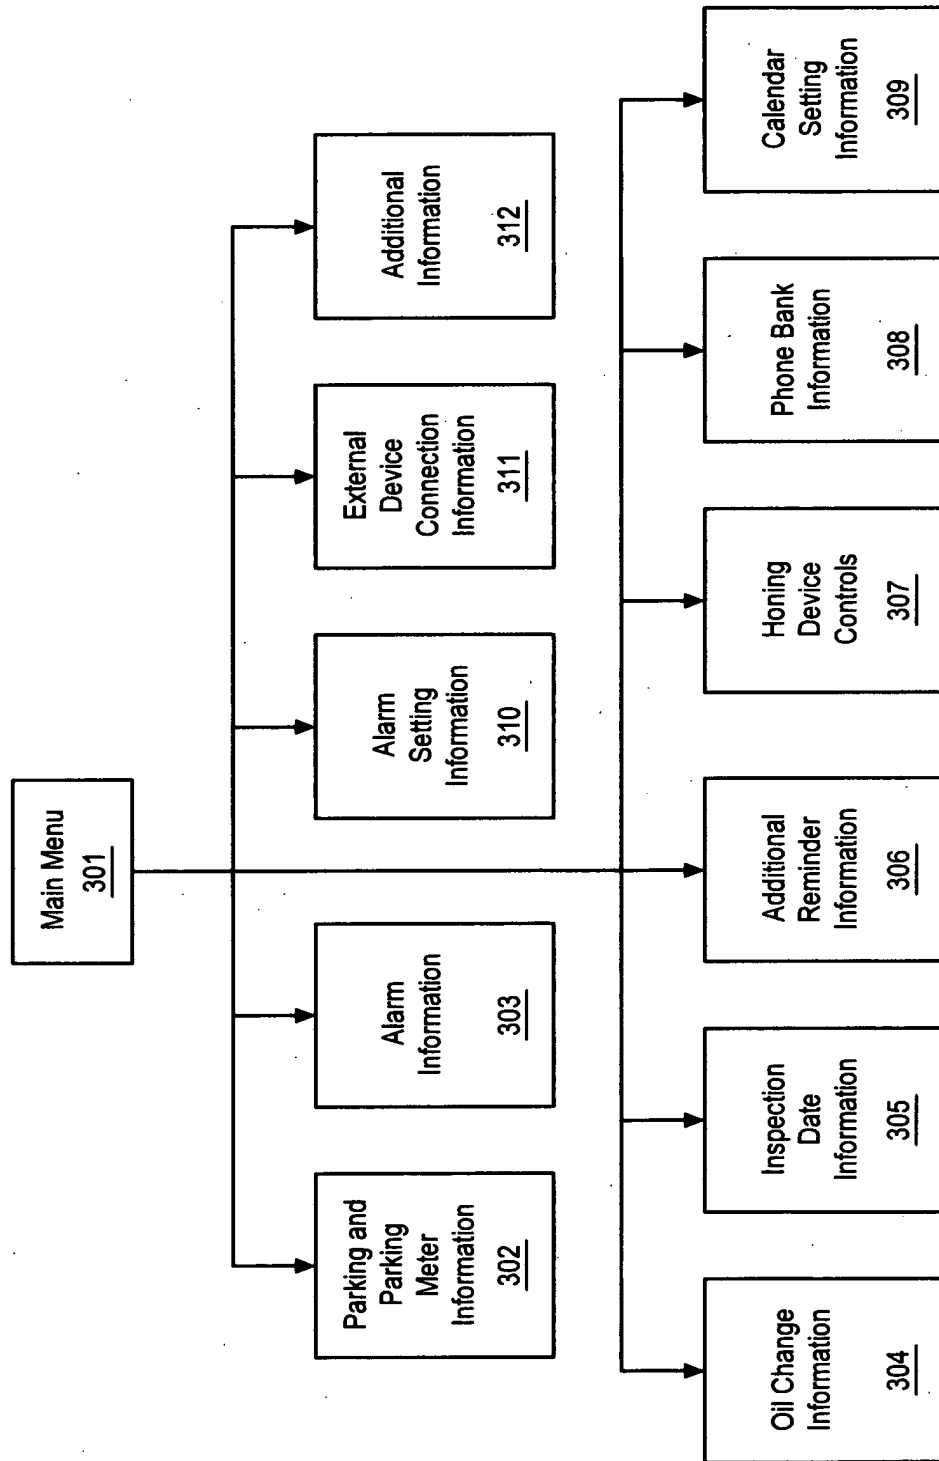 Main Menu
301
Parking and
Parking
Meter
Information
302
Alarm
Information
303
Alarm
Setting
Information
310
External
Device
Connection
Information
311
Additional
Information
312
Oil Change
Information
304
Inspection
Date
Information
305
Additional
Reminder
Information
306
Honing
Device
Controls
307
Phone Bank
Information
308
Calendar
Setting
Information
309